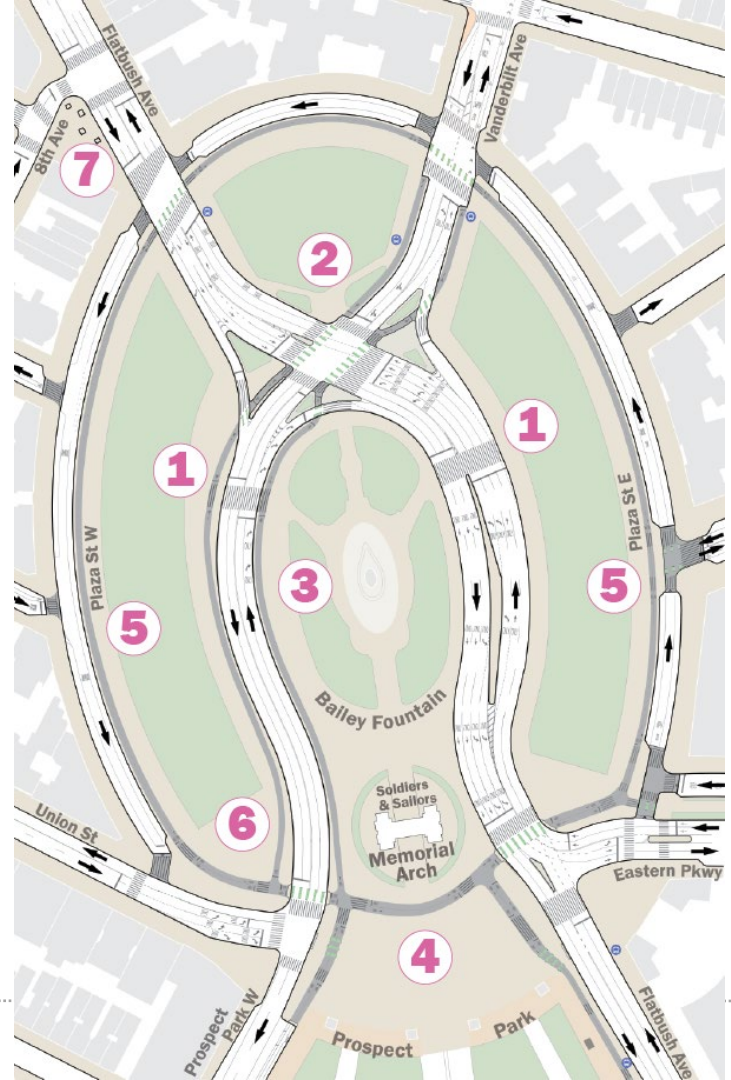 Flatbush Ave
Vanderbilt Ave
8th Ave
7
2
1
1
Plaza St E
Plaza St W
3
5
5
Bailey Fountain
Soldiers
& Sailors
Memorial
Arch
6
Union St
Eastern Pkwy
4
Prospect
Park W
Prospect Park
Flatbush Ave